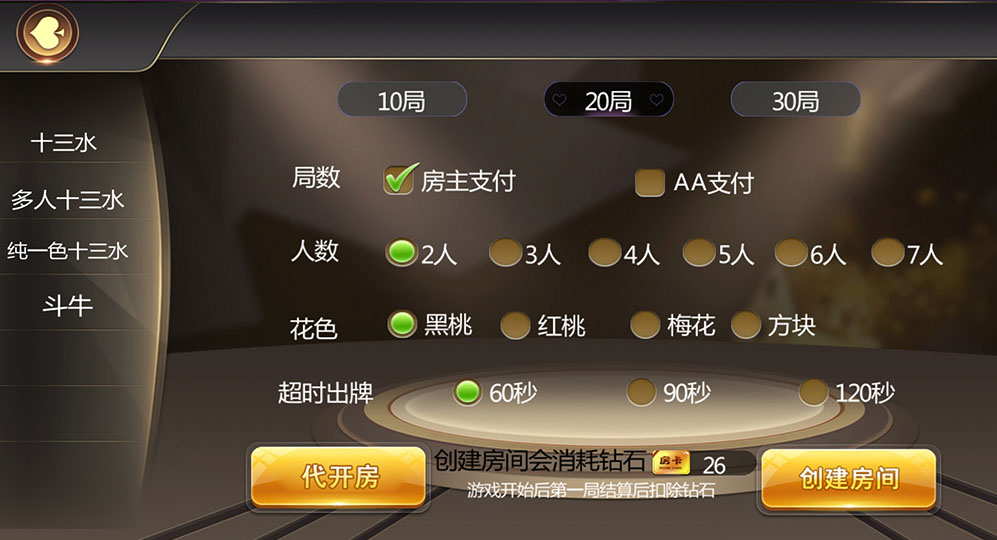 10局 20局 30局
十三水
多人十三水
纯一色十三水
斗牛
局数 房主支付 AA支付
人数 2人 3人 4人 5人 6人 7人
花色 黑桃 红桃 梅花 方块
超时出牌 60秒 90秒 120秒
代开房
创建房间会消耗钻石 房卡 26
游戏开始后第一局结算后扣除钻石
创建房间